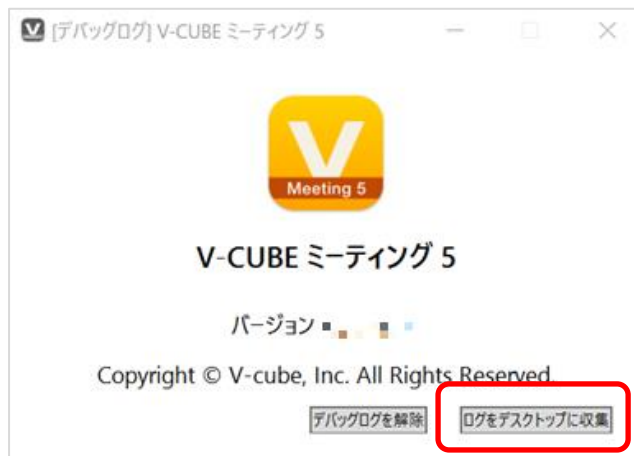 [デバッグログ] V-CUBE ミーティング 5
V
Meeting 5
V-CUBE ミーティング 5
バージョン
Copyright © V-cube, Inc. All Rights Reserved.
デバッグログを解除 ログをデスクトップに収集